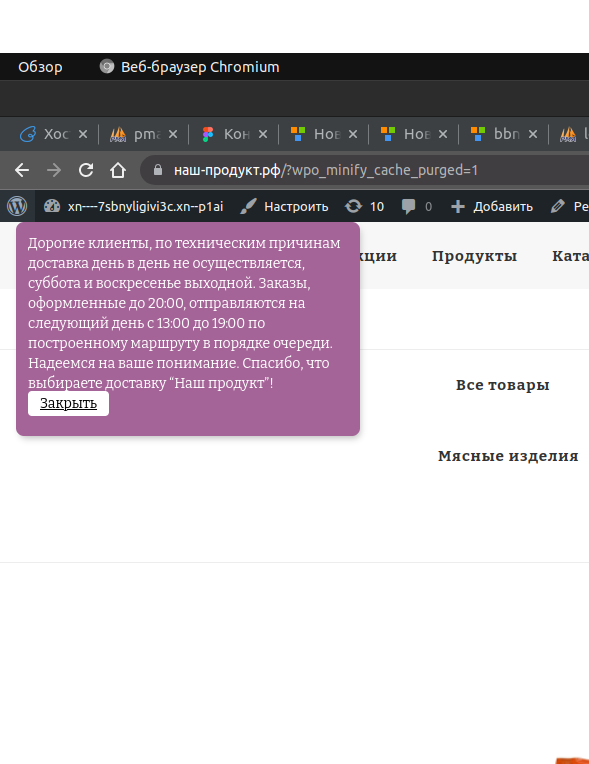 Обзор Веб-браузер Chromium
Хос pma Кон Нов Нов bbn
наш-продукт.рф/?wpo_minify_cache_purged=1
xn----7sbnyligivi3c.xn--p1ai Настроить 10 0 Добавить Ре
кции Продукты Ката
Дорогие клиенты, по техническим причинам
доставка день в день не осуществляется,
суббота и воскресенье выходной. Заказы,
оформленные до 20:00, отправляются на
следующий день с 13:00 до 19:00 по
построенному маршруту в порядке очереди.
Надеемся на ваше понимание. Спасибо, что
выбираете доставку “Наш продукт”!
Закрыть
Все товары
Мясные изделия